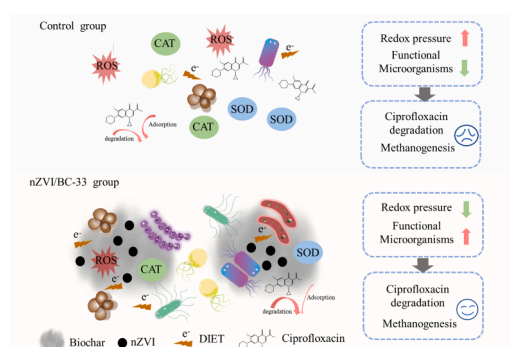 Control group
ROS
CAT
ROS
e-
e-
CAT
SOD
SOD
degradation
Adsorption
Redox pressure
Functional
Microorganisms
Ciprofloxacin
degradation
Methanogenesis
nZVI/BC-33 group
e-
ROS
CAT
e-
e-
e-
SOD
e-
degradation
Adsorption
Redox pressure
Functional
Microorganisms
Ciprofloxacin
degradation
Methanogenesis
Biochar
nZVI
e-
DIET
Ciprofloxacin